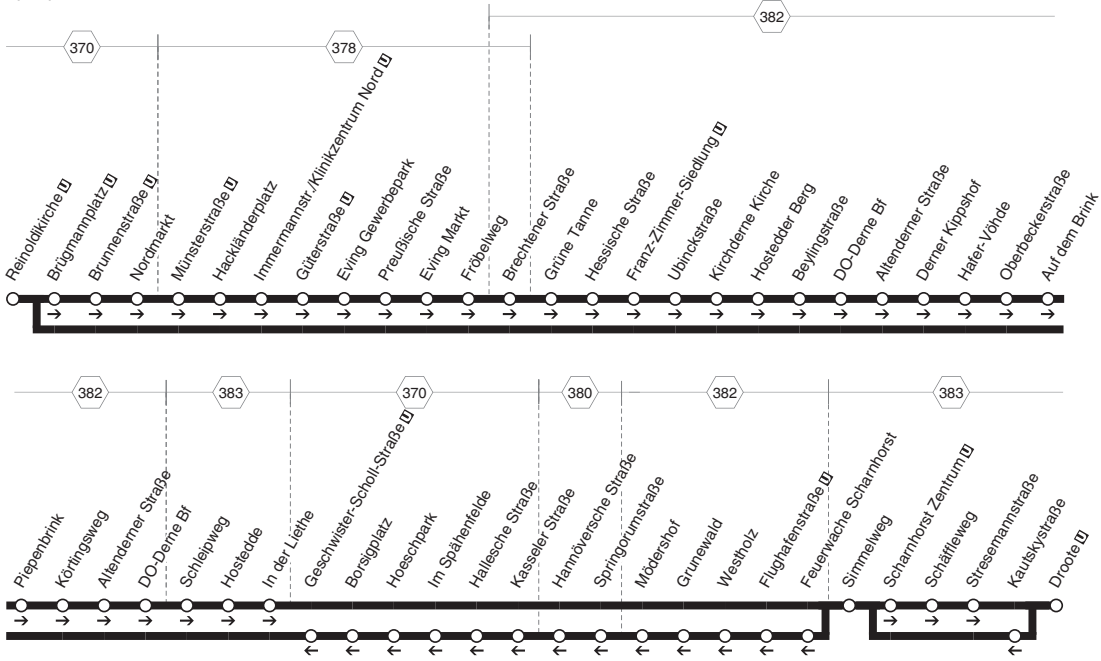 382
370
378
Reinoldikirche U
Brügmannplatz U
Brunnenstraße U
Nordmarkt
Münsterstraße U
Hackländerplatz
Immermannstr./Klinikzentrum Nord U
Güterstraße U
Eving Gewerbepark
Preußische Straße
Eving Markt
Fröbelweg
Brechtener Straße
Grüne Tanne
Hessische Straße
Franz-Zimmer-Siedlung U
Ubinckstraße
Kirchderne Kirche
Hostedder Berg
Beylingstraße
DO-Derne Bf
Altenderner Straße
Derner Kippshof
Hafer-Vöhde
Oberbeckerstraße
Auf dem Brink
382
383
370
380
382
383
Piepenbrink
Körtingsweg
Altenderner Straße
DO-Derne Bf
Schleipweg
Hostedde
In der Liethe
Geschwister-Scholl-Straße U
Borsigplatz
Hoeschpark
Im Spähenfelde
Hallesche Straße
Kasseler Straße
Hannöversche Straße
Springorumstraße
Mödershof
Grunewald
Westholz
Flughafenstraße U
Feuerwache Scharnhorst
Simmelweg
Scharnhorst Zentrum U
Schäffleweg
Stresemannstraße
Kautskystraße
Droote U